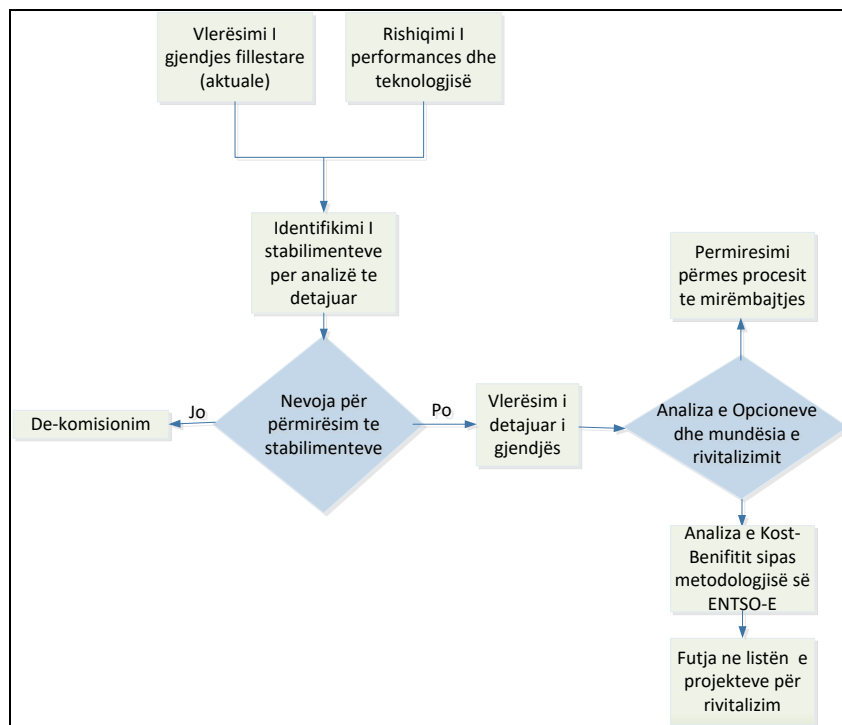 Vlerësimi I
gjendjes fillestare
(aktuale)
Rishiqimi I
performances dhe
teknologjisë
Identifikimi I
stabilimenteve
per analizë te
detajuar
Permiresimi
përmes procesit
te mirëmbajtjes
Nevoja për
përmirësim te
stabilimenteve
Jo
De-komisionim
Po
Vlerësim i
detajuar i
gjendjës
Analiza e Opcioneve
dhe mundësia e
rivitalizimit
Analiza e Kost-
Benifitit sipas
metodologjisë së
ENTSO-E
Futja ne listën e
projekteve për
rivitalizim